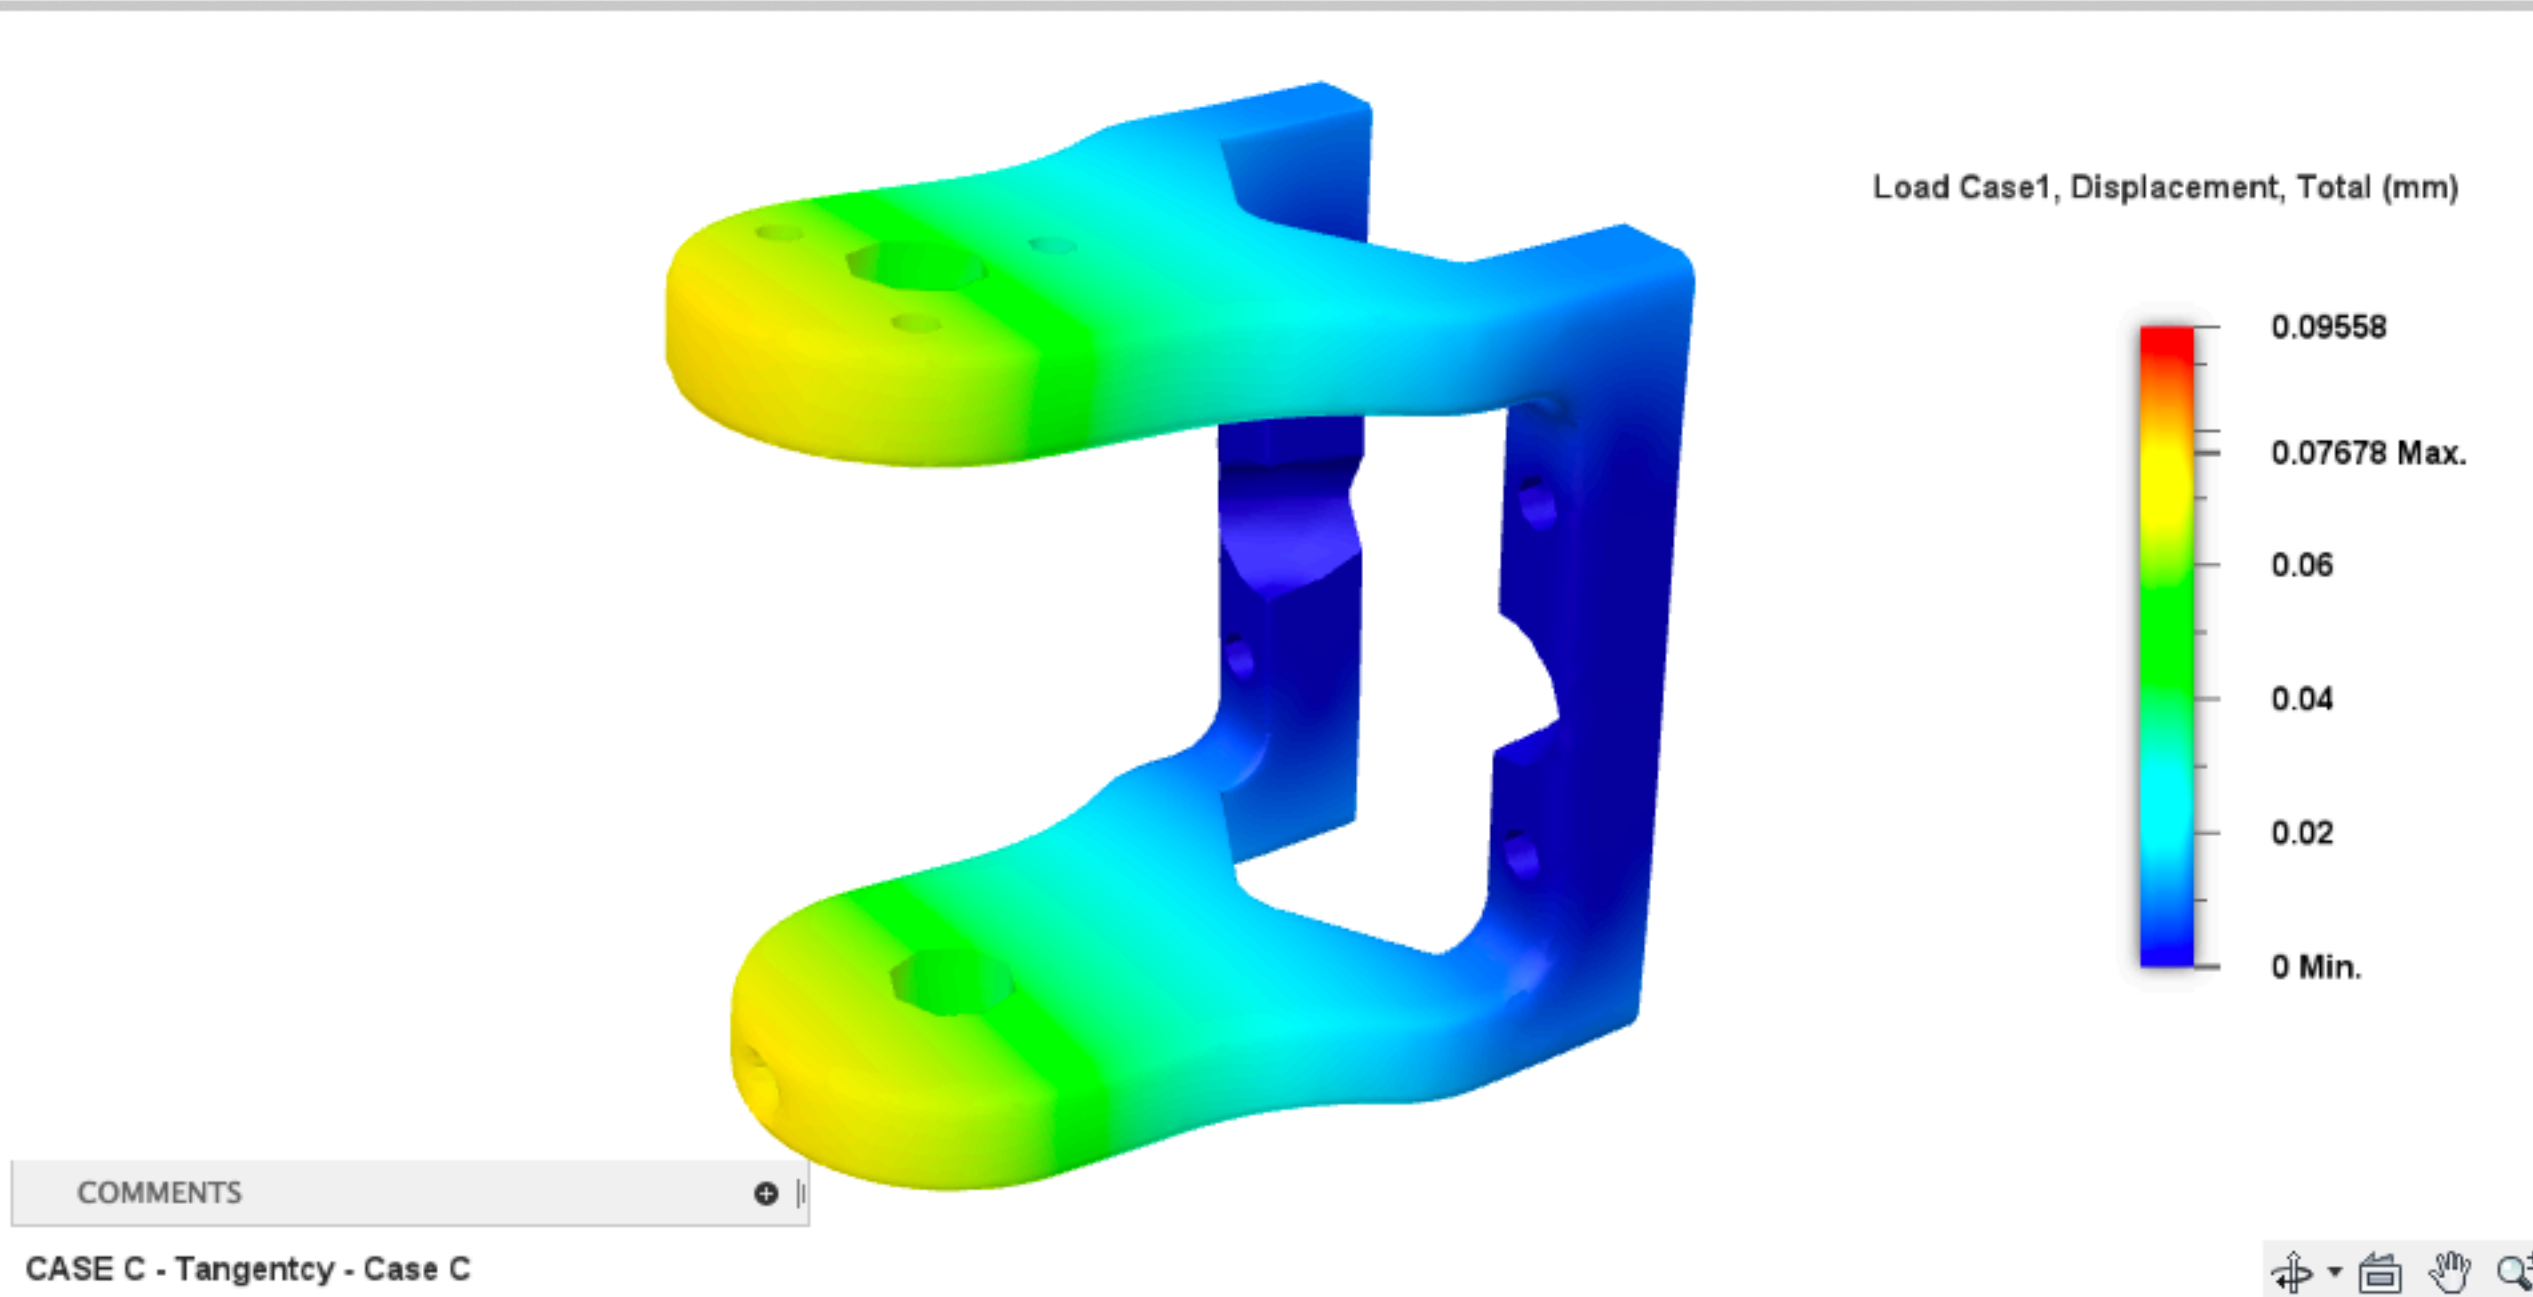 Load Case1, Displacement, Total (mm)
0.09558
0.07678 Max.
0.06
0.04
0.02
0 Min.
COMMENTS
CASE C - Tangentcy - Case C